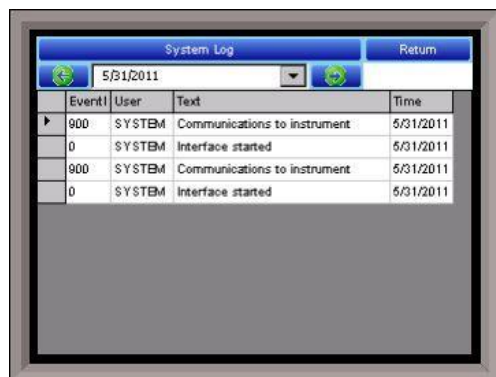 System Log Return
5/31/2011
EventI User Text Time
900 SYSTEM Communications to instrument 5/31/2011
0 SYSTEM Interface started 5/31/2011
900 SYSTEM Communications to instrument 5/31/2011
0 SYSTEM Interface started 5/31/2011